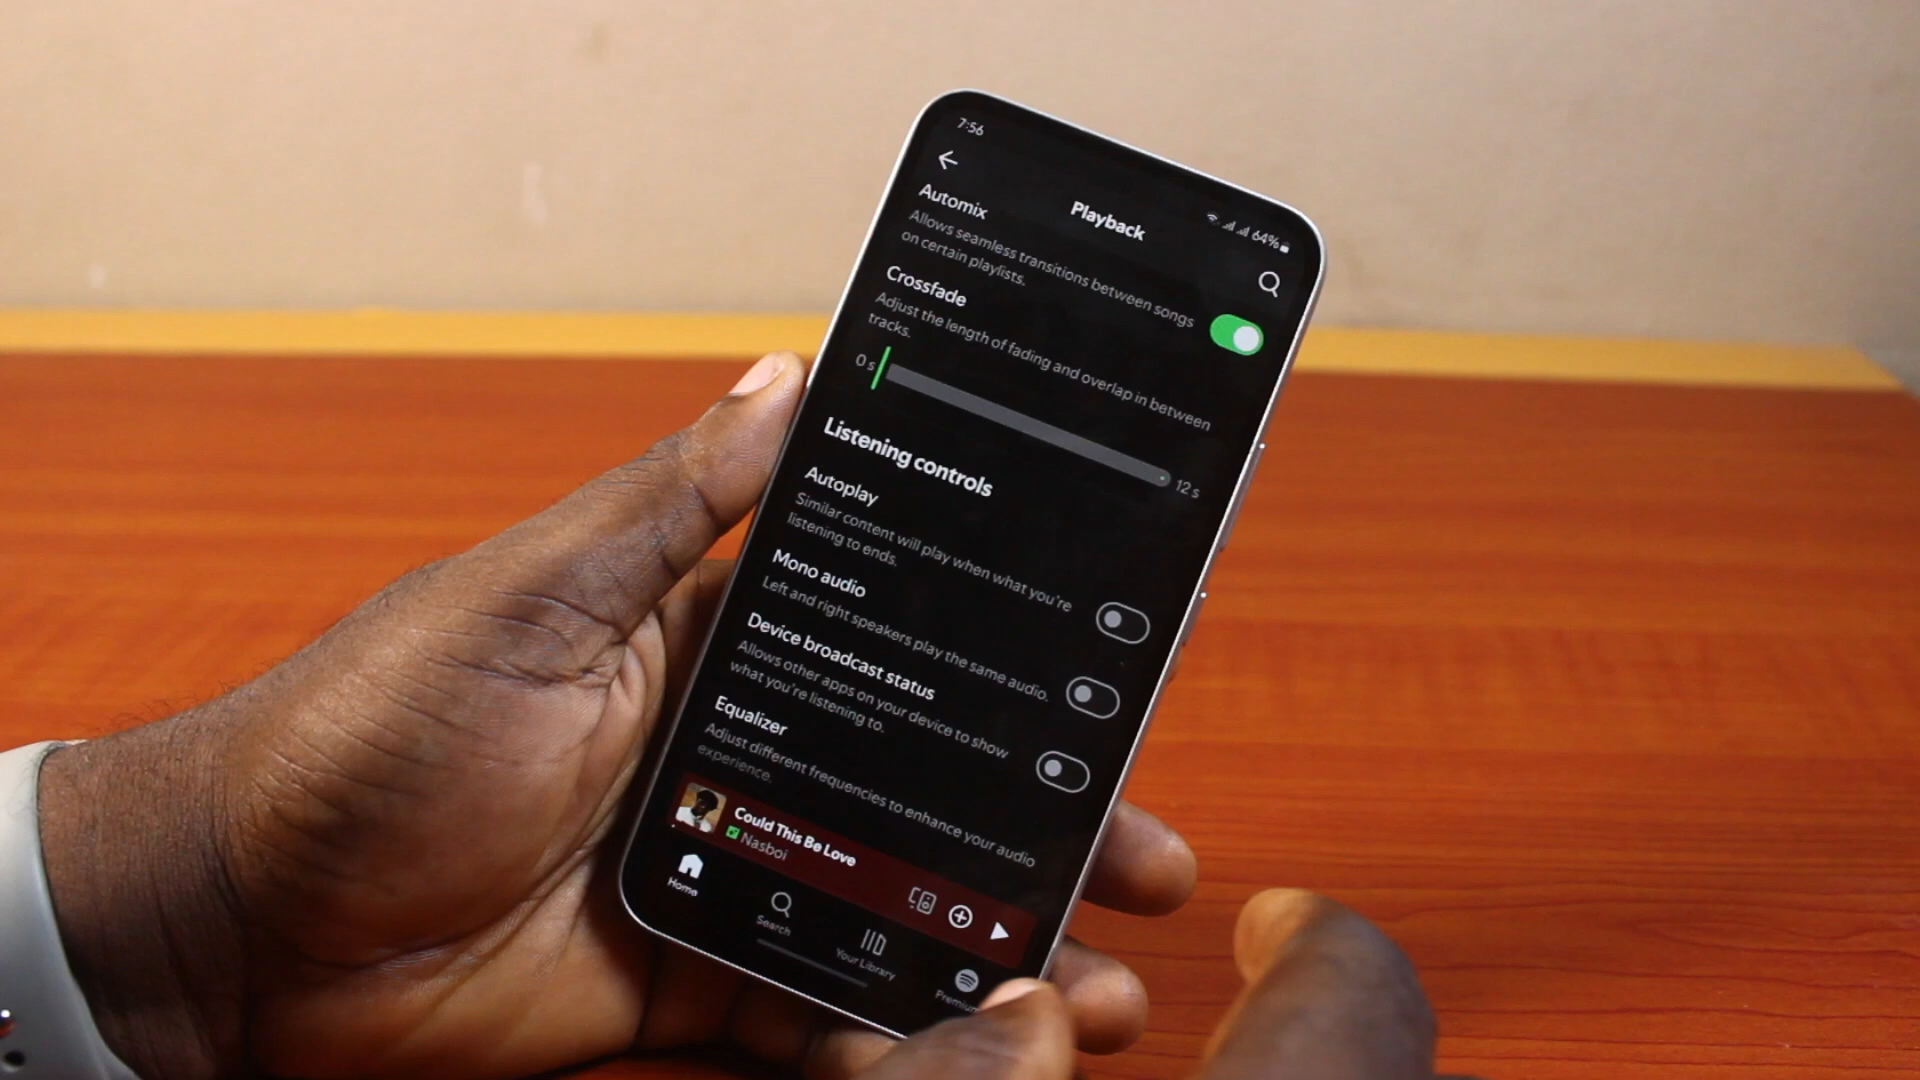 7:56
64%
Playback
Automix
Allows seamless transitions between songs
on certain playlists.
Crossfade
Adjust the length of fading and overlap in between
tracks.
0 s
12 s
Listening controls
Autoplay
Similar content will play when what you're
listening to ends.
Mono audio
Left and right speakers play the same audio.
Device broadcast status
Allows other apps on your device to show
what you're listening to.
Equalizer
Adjust different frequencies to enhance your audio
experience.
Could This Be Love
Nasboi
Home
Search
Your Library
Premium